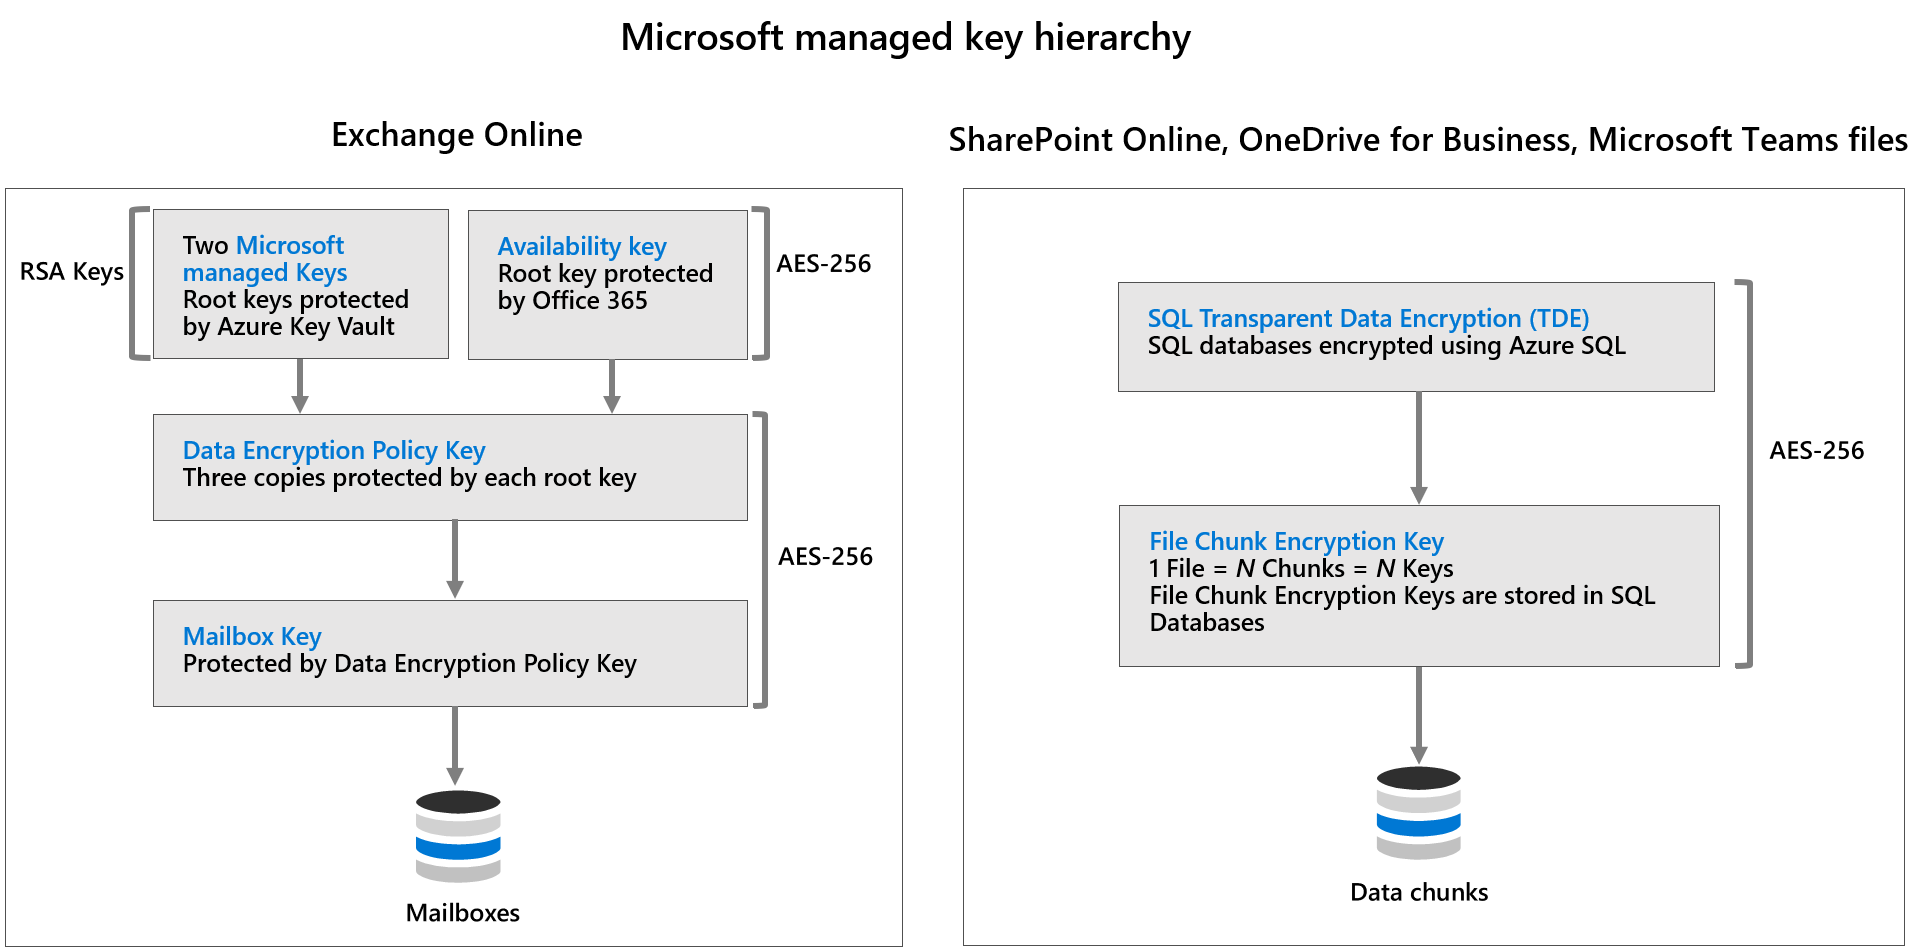 Microsoft managed key hierarchy
Exchange Online
RSA Keys
Two Microsoft
managed Keys
Root keys protected
by Azure Key Vault
Availability key
Root key protected
by Office 365
AES-256
Data Encryption Policy Key
Three copies protected by each root key
AES-256
Mailbox Key
Protected by Data Encryption Policy Key
Mailboxes
SharePoint Online, OneDrive for Business, Microsoft Teams files
SQL Transparent Data Encryption (TDE)
SQL databases encrypted using Azure SQL
AES-256
File Chunk Encryption Key
1 File = N Chunks = N Keys
File Chunk Encryption Keys are stored in SQL
Databases
Data chunks